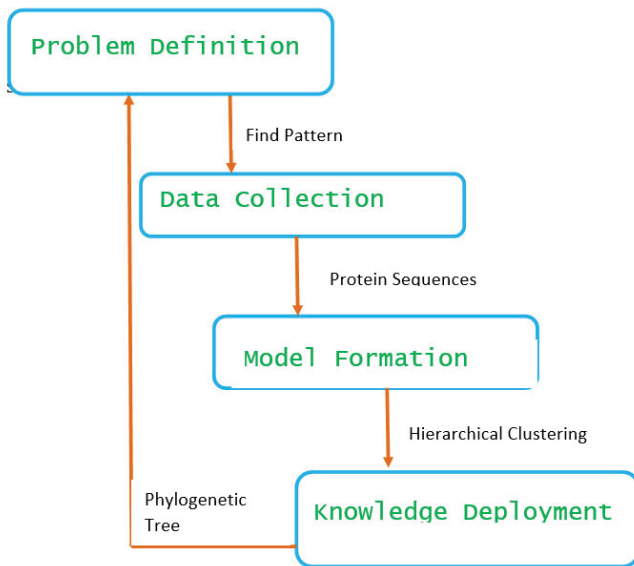 Problem Definition
Find Pattern
Data Collection
Protein Sequences
Model Formation
Hierarchical Clustering
Knowledge Deployment
Phylogenetic
Tree